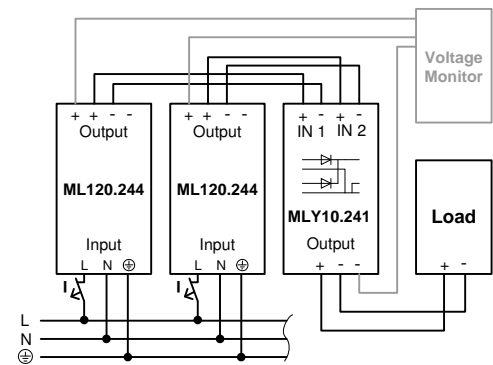 Voltage
Monitor
+ + - -
Output
ML120.244
Input
L N
I
+ + - -
Output
ML120.244
Input
L N
I
+ - + -
IN 1 IN 2
MLY10.241
Output
+ - -
Load
+ -
L
N